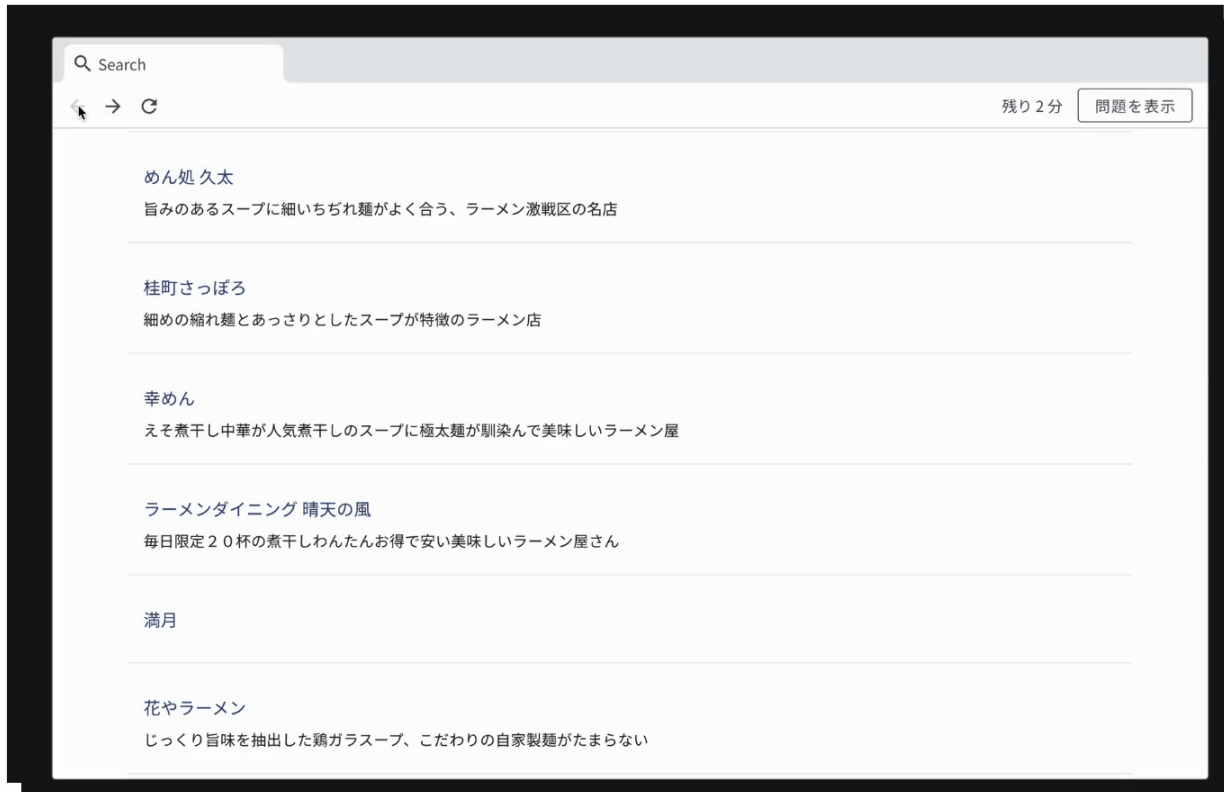 Search
残り2分
問題を表示
めん処 久太
旨みのあるスープに細いちぢれ麺がよく合う、ラーメン激戦区の名店
桂町さっぽろ
細めの縮れ麺とあっさりとしたスープが特徴のラーメン店
幸めん
えそ煮干し中華が人気煮干しのスープに極太麺が馴染んで美味しいラーメン屋
ラーメンダイニング 晴天の風
毎日限定２０杯の煮干しわんたんお得で安い美味しいラーメン屋さん
満月
花やラーメン
じっくり旨味を抽出した鶏ガラスープ、こだわりの自家製麺がたまらない